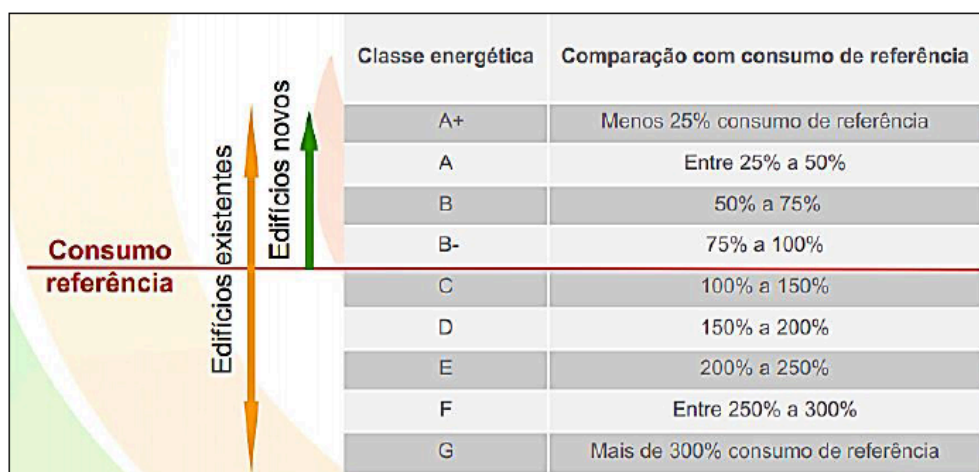 Classe energética Comparação com consumo de referência
A+ Menos 25% consumo de referência
A Entre 25% a 50%
B 50% a 75%
B- 75% a 100%
C 100% a 150%
D 150% a 200%
E 200% a 250%
F Entre 250% a 300%
G Mais de 300% consumo de referência
Consumo
referência
Edifícios existentes
Edifícios novos